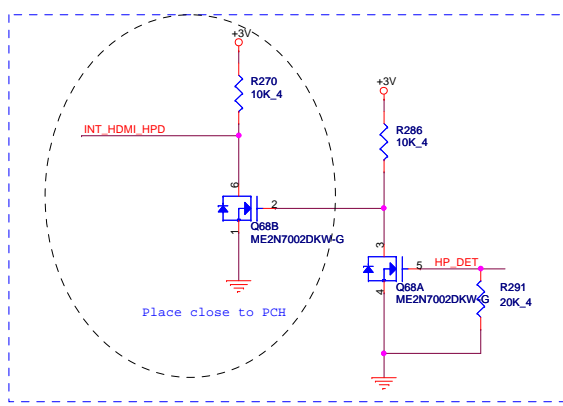 +3V
R270
10K_4
+3V
INT_HDMI_HPD
R286
10K_4
6
2
1
Q68B
ME2N7002DKW-G
3
HP_DET
5
Q68A
ME2N7002DKW-G
4
R291
20K_4
Place close to PCH